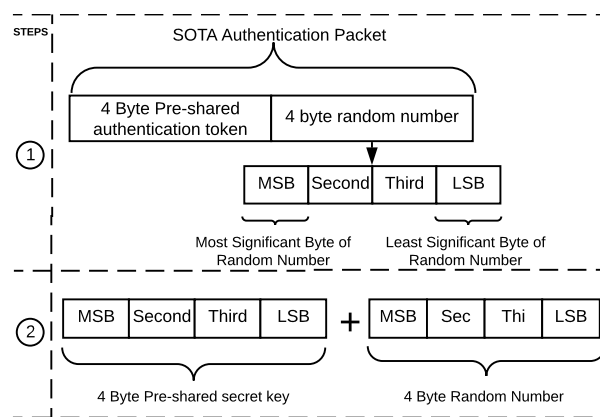 STEPS
SOTA Authentication Packet
4 Byte Pre-shared
authentication token
4 byte random number
1
MSB Second Third LSB
Most Significant Byte of
Random Number
Least Significant Byte of
Random Number
2
MSB Second Third LSB + MSB Sec Thi LSB
4 Byte Pre-shared secret key
4 Byte Random Number